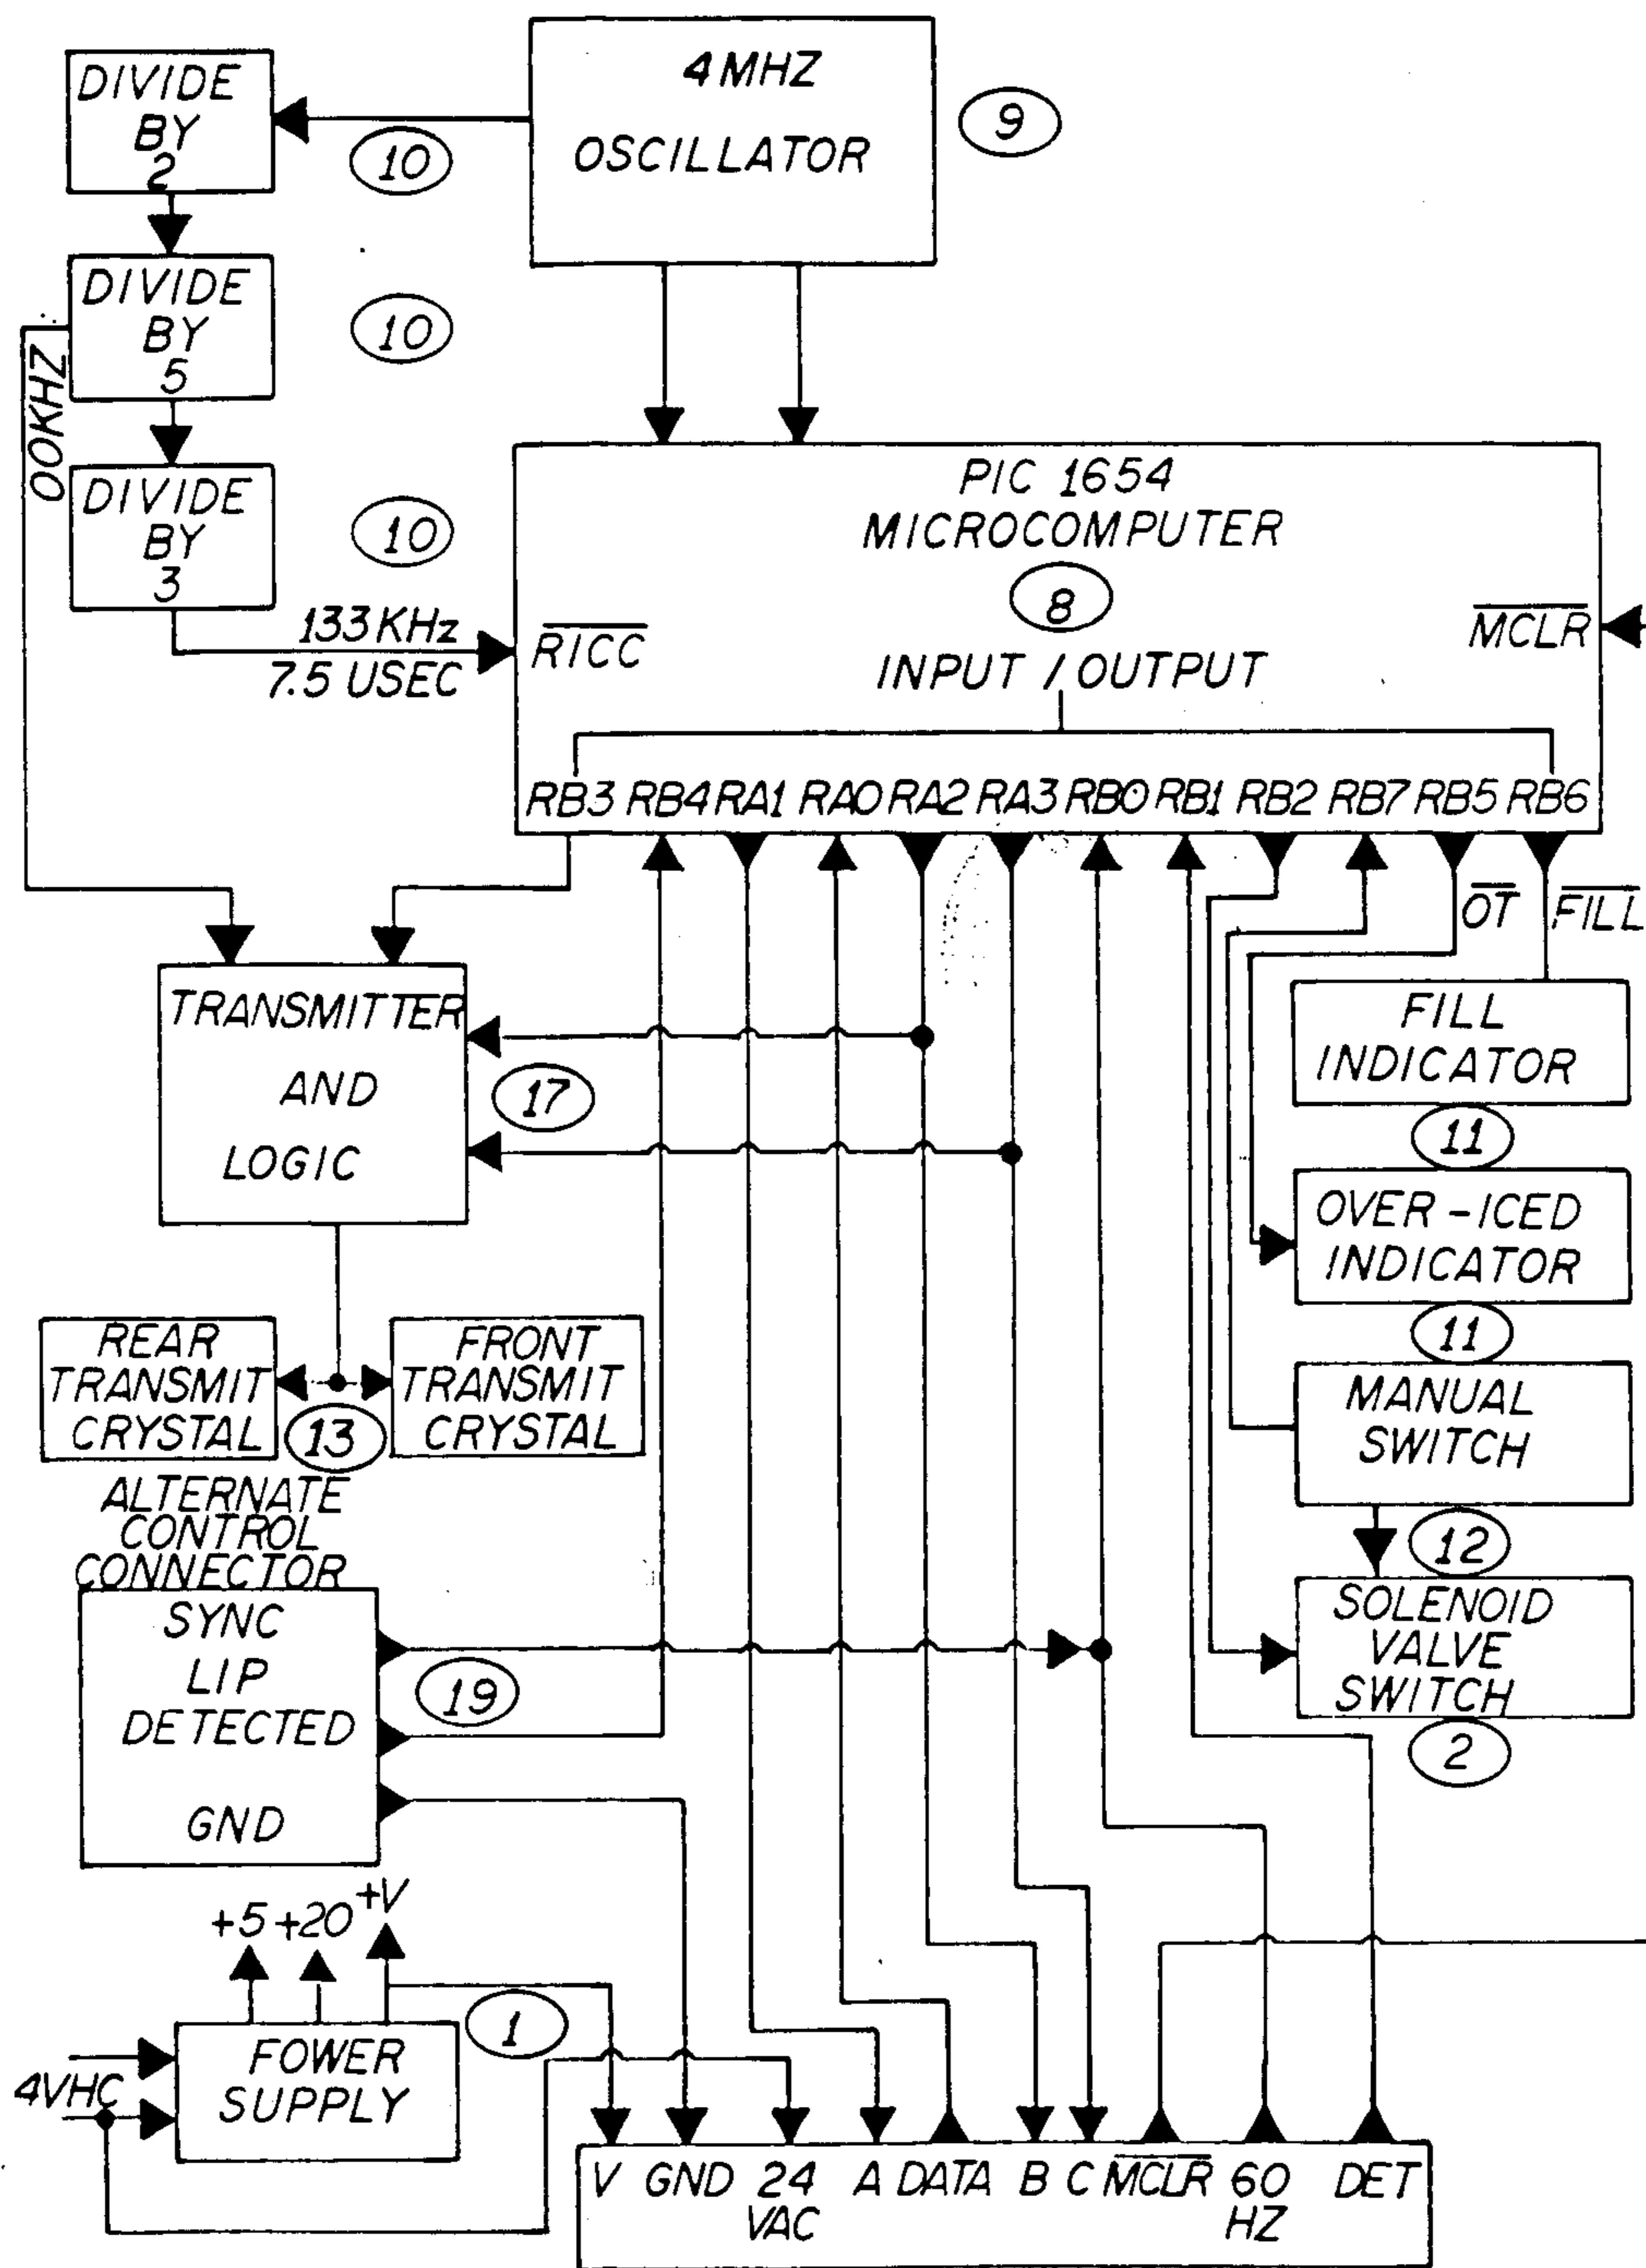 4 MHZ
OSCILLATOR
9
DIVIDE
BY
2
10
DIVIDE
BY
5
10
00KHZ
DIVIDE
BY
3
10
133 KHz
7.5 USEC
PIC 1654
MICROCOMPUTER
8
RICC
MCLR
INPUT / OUTPUT
RB3 RB4 RA1 RA0 RA2 RA3 RB0 RB1 RB2 RB7 RB5 RB6
OT FILL
TRANSMITTER
AND
LOGIC
17
FILL
INDICATOR
11
OVER-ICED
INDICATOR
11
REAR
TRANSMIT
CRYSTAL
13
FRONT
TRANSMIT
CRYSTAL
MANUAL
SWITCH
12
ALTERNATE
CONTROL
CONNECTOR
SYNC
LIP
DETECTED
GND
19
SOLENOID
VALVE
SWITCH
2
+5 +20 +V
1
FOWER
SUPPLY
4VHC
V GND 24 A DATA B C MCLR 60 DET
VAC HZ